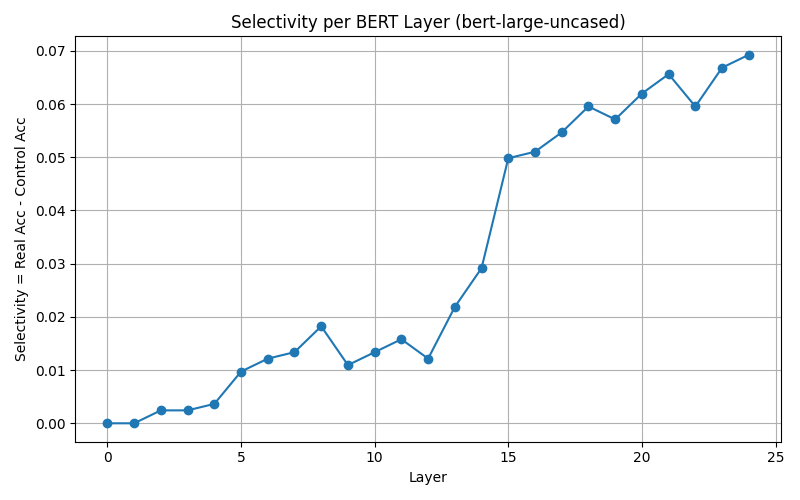 Selectivity per BERT Layer (bert-large-uncased)
Selectivity = Real Acc - Control Acc
0.07
0.06
0.05
0.04
0.03
0.02
0.01
0.00
0 5 10 15 20 25
Layer